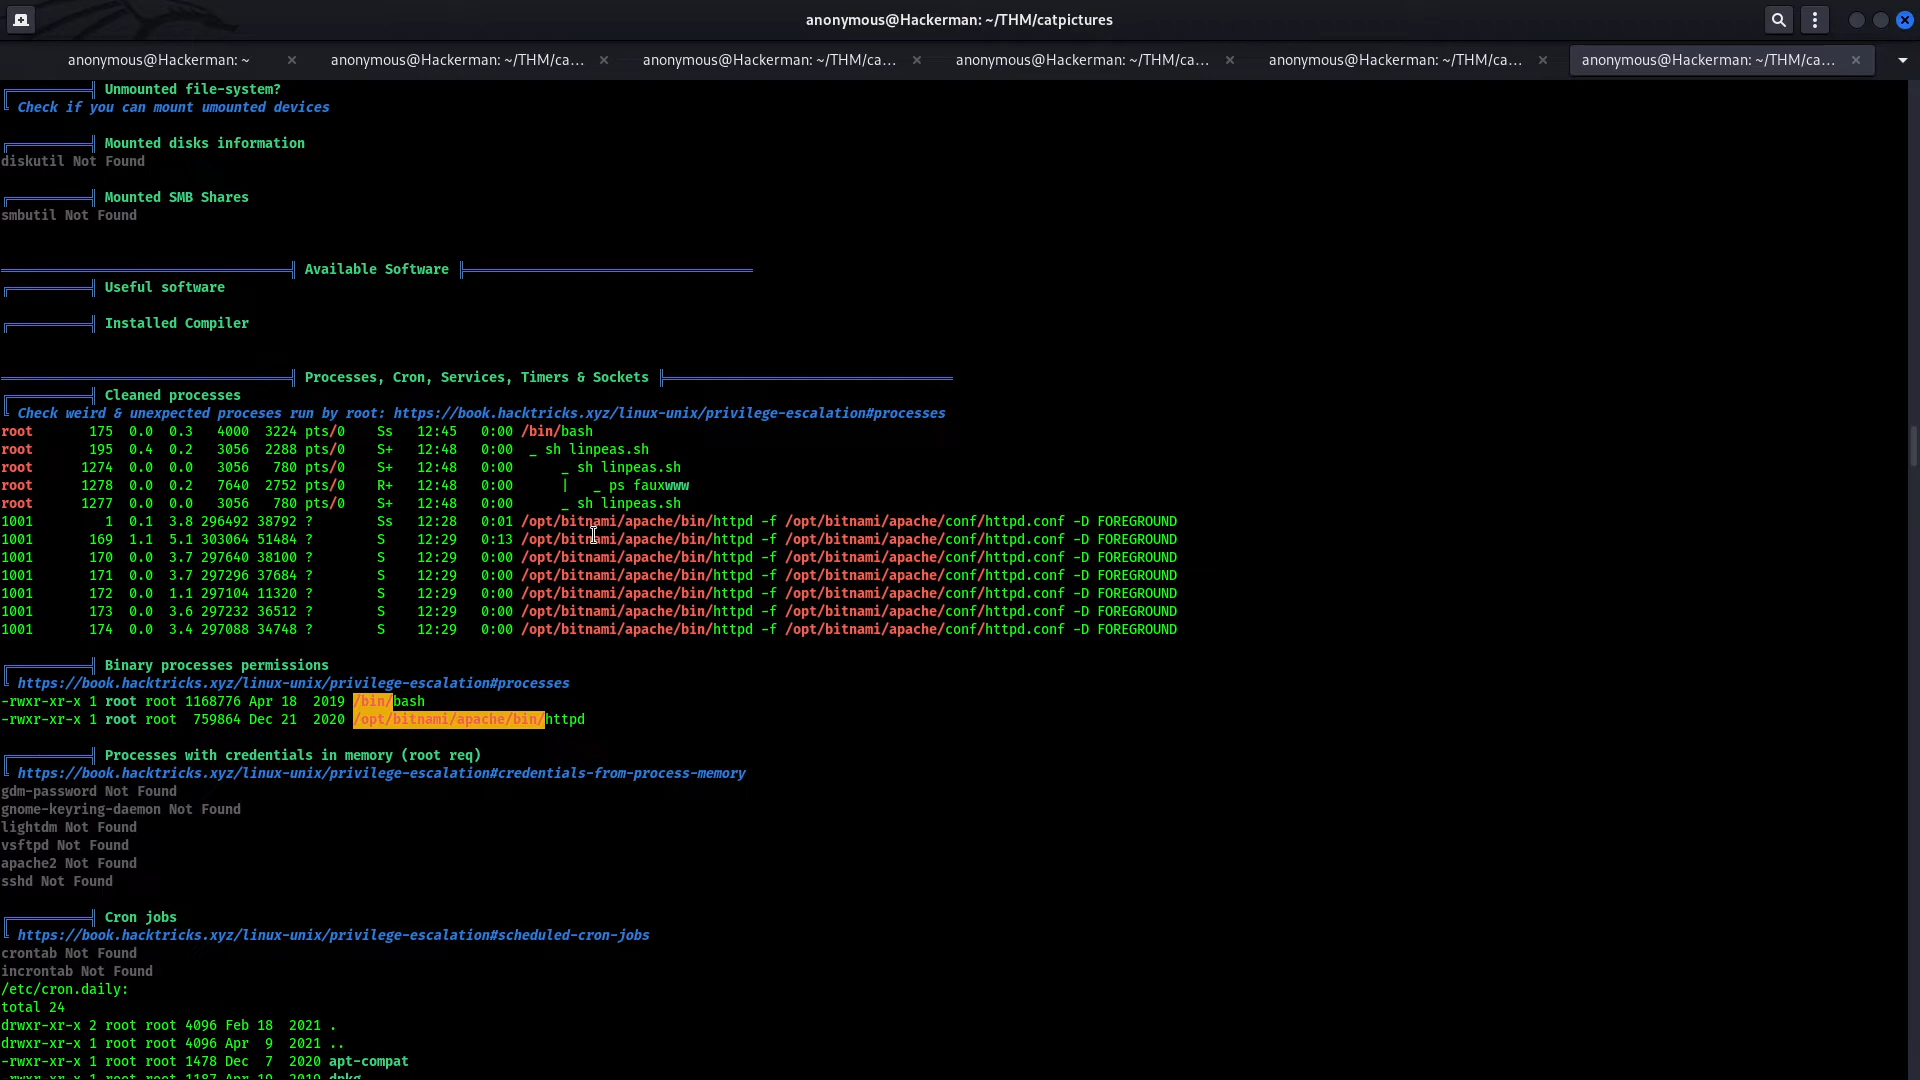 anonymous@Hackerman: ~/THM/catpictures
anonymous@Hackerman: ~
anonymous@Hackerman: ~/THM/ca...
anonymous@Hackerman: ~/THM/ca...
anonymous@Hackerman: ~/THM/ca...
anonymous@Hackerman: ~/THM/ca...
anonymous@Hackerman: ~/THM/ca...
Unmounted file-system?
Check if you can mount umounted devices
Mounted disks information
diskutil Not Found
Mounted SMB Shares
smbutil Not Found
Available Software
Useful software
Installed Compiler
Processes, Cron, Services, Timers & Sockets
Cleaned processes
Check weird & unexpected proceses run by root: https://book.hacktricks.xyz/linux-unix/privilege-escalation#processes
root 175 0.0 0.3 4000 3224 pts/0 Ss 12:45 0:00 /bin/bash
root 195 0.4 0.2 3056 2288 pts/0 S+ 12:48 0:00 _ sh linpeas.sh
root 1274 0.0 0.0 3056 780 pts/0 S+ 12:48 0:00 _ sh linpeas.sh
root 1278 0.0 0.2 7640 2752 pts/0 R+ 12:48 0:00 | _ ps fauxwww
root 1277 0.0 0.0 3056 780 pts/0 S+ 12:48 0:00 _ sh linpeas.sh
1001 1 0.1 3.8 296492 38792 ? Ss 12:28 0:01 /opt/bitnami/apache/bin/httpd -f /opt/bitnami/apache/conf/httpd.conf -D FOREGROUND
1001 169 1.1 5.1 303064 51484 ? S 12:29 0:13 /opt/bitnami/apache/bin/httpd -f /opt/bitnami/apache/conf/httpd.conf -D FOREGROUND
1001 170 0.0 3.7 297640 38100 ? S 12:29 0:00 /opt/bitnami/apache/bin/httpd -f /opt/bitnami/apache/conf/httpd.conf -D FOREGROUND
1001 171 0.0 3.7 297296 37684 ? S 12:29 0:00 /opt/bitnami/apache/bin/httpd -f /opt/bitnami/apache/conf/httpd.conf -D FOREGROUND
1001 172 0.0 1.1 297104 11320 ? S 12:29 0:00 /opt/bitnami/apache/bin/httpd -f /opt/bitnami/apache/conf/httpd.conf -D FOREGROUND
1001 173 0.0 3.6 297232 36512 ? S 12:29 0:00 /opt/bitnami/apache/bin/httpd -f /opt/bitnami/apache/conf/httpd.conf -D FOREGROUND
1001 174 0.0 3.4 297088 34748 ? S 12:29 0:00 /opt/bitnami/apache/bin/httpd -f /opt/bitnami/apache/conf/httpd.conf -D FOREGROUND
Binary processes permissions
https://book.hacktricks.xyz/linux-unix/privilege-escalation#processes
-rwxr-xr-x 1 root root 1168776 Apr 18 2019 /bin/bash
-rwxr-xr-x 1 root root 759864 Dec 21 2020 /opt/bitnami/apache/bin/httpd
Processes with credentials in memory (root req)
https://book.hacktricks.xyz/linux-unix/privilege-escalation#credentials-from-process-memory
gdm-password Not Found
gnome-keyring-daemon Not Found
lightdm Not Found
vsftpd Not Found
apache2 Not Found
sshd Not Found
Cron jobs
https://book.hacktricks.xyz/linux-unix/privilege-escalation#scheduled-cron-jobs
crontab Not Found
incrontab Not Found
/etc/cron.daily:
total 24
drwxr-xr-x 2 root root 4096 Feb 18 2021 .
drwxr-xr-x 1 root root 4096 Apr 9 2021 ..
-rwxr-xr-x 1 root root 1478 Dec 7 2020 apt-compat
-rwxr-xr-x 1 root root 1187 Apr 19 2019 dpkg